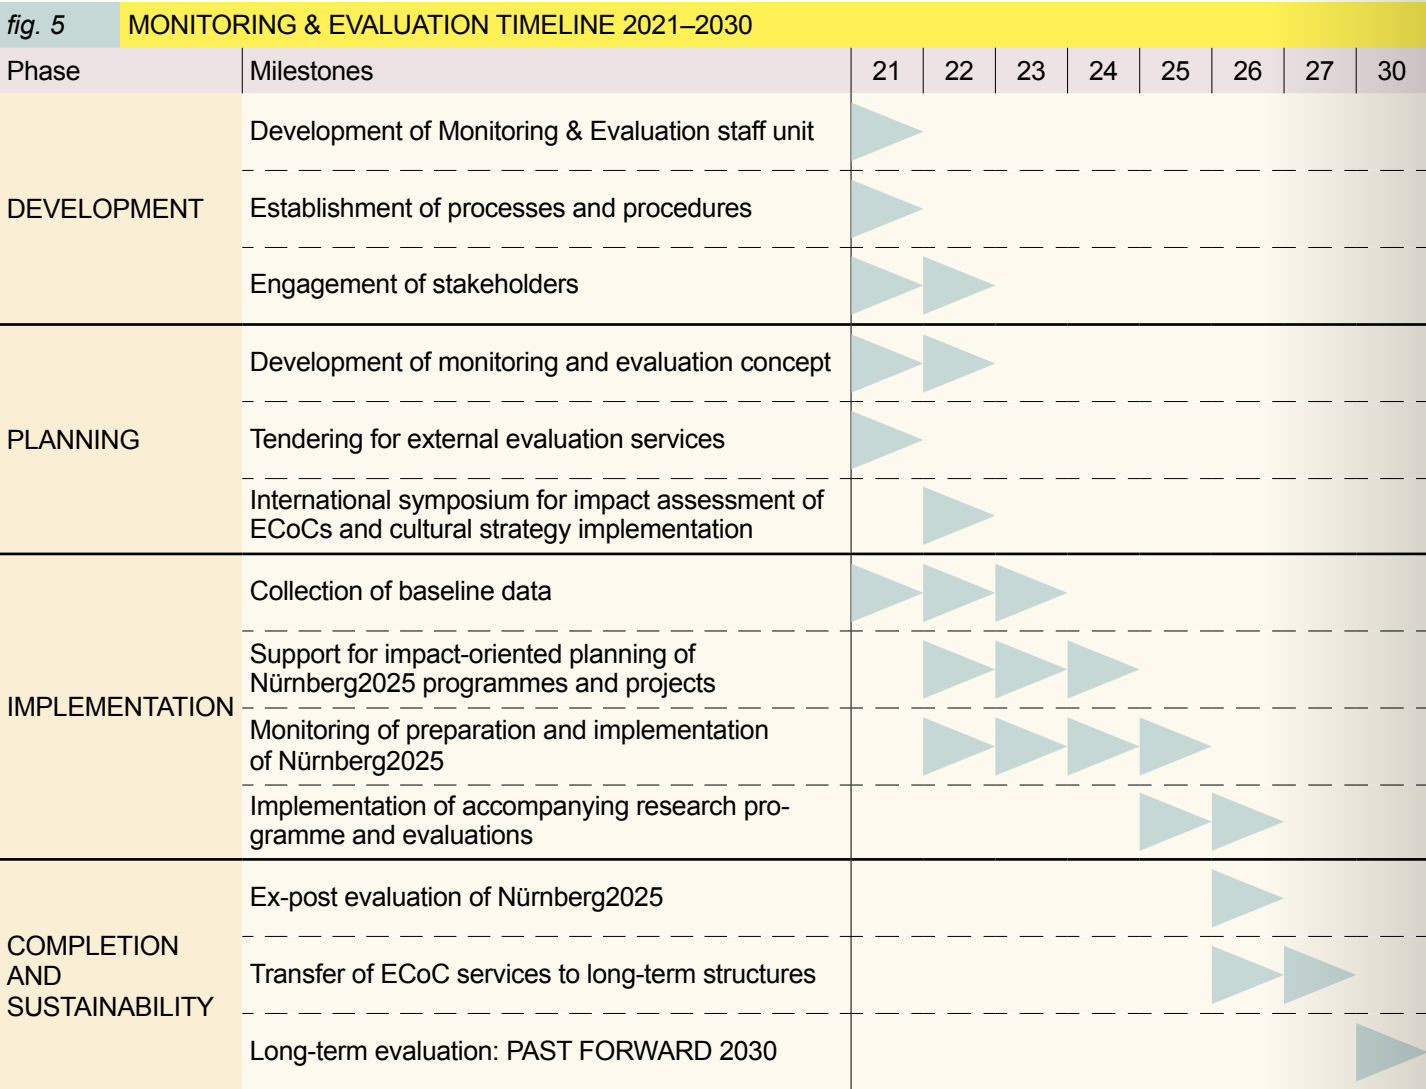 fig. 5 MONITORING & EVALUATION TIMELINE 2021–2030
Phase Milestones 21 22 23 24 25 26 27 30
DEVELOPMENT
Development of Monitoring & Evaluation staff unit
Establishment of processes and procedures
Engagement of stakeholders
PLANNING
Development of monitoring and evaluation concept
Tendering for external evaluation services
International symposium for impact assessment of
ECoCs and cultural strategy implementation
IMPLEMENTATION
Collection of baseline data
Support for impact-oriented planning of
Nürnberg2025 programmes and projects
Monitoring of preparation and implementation
of Nürnberg2025
Implementation of accompanying research pro-
gramme and evaluations
COMPLETION
AND
SUSTAINABILITY
Ex-post evaluation of Nürnberg2025
Transfer of ECoC services to long-term structures
Long-term evaluation: PAST FORWARD 2030